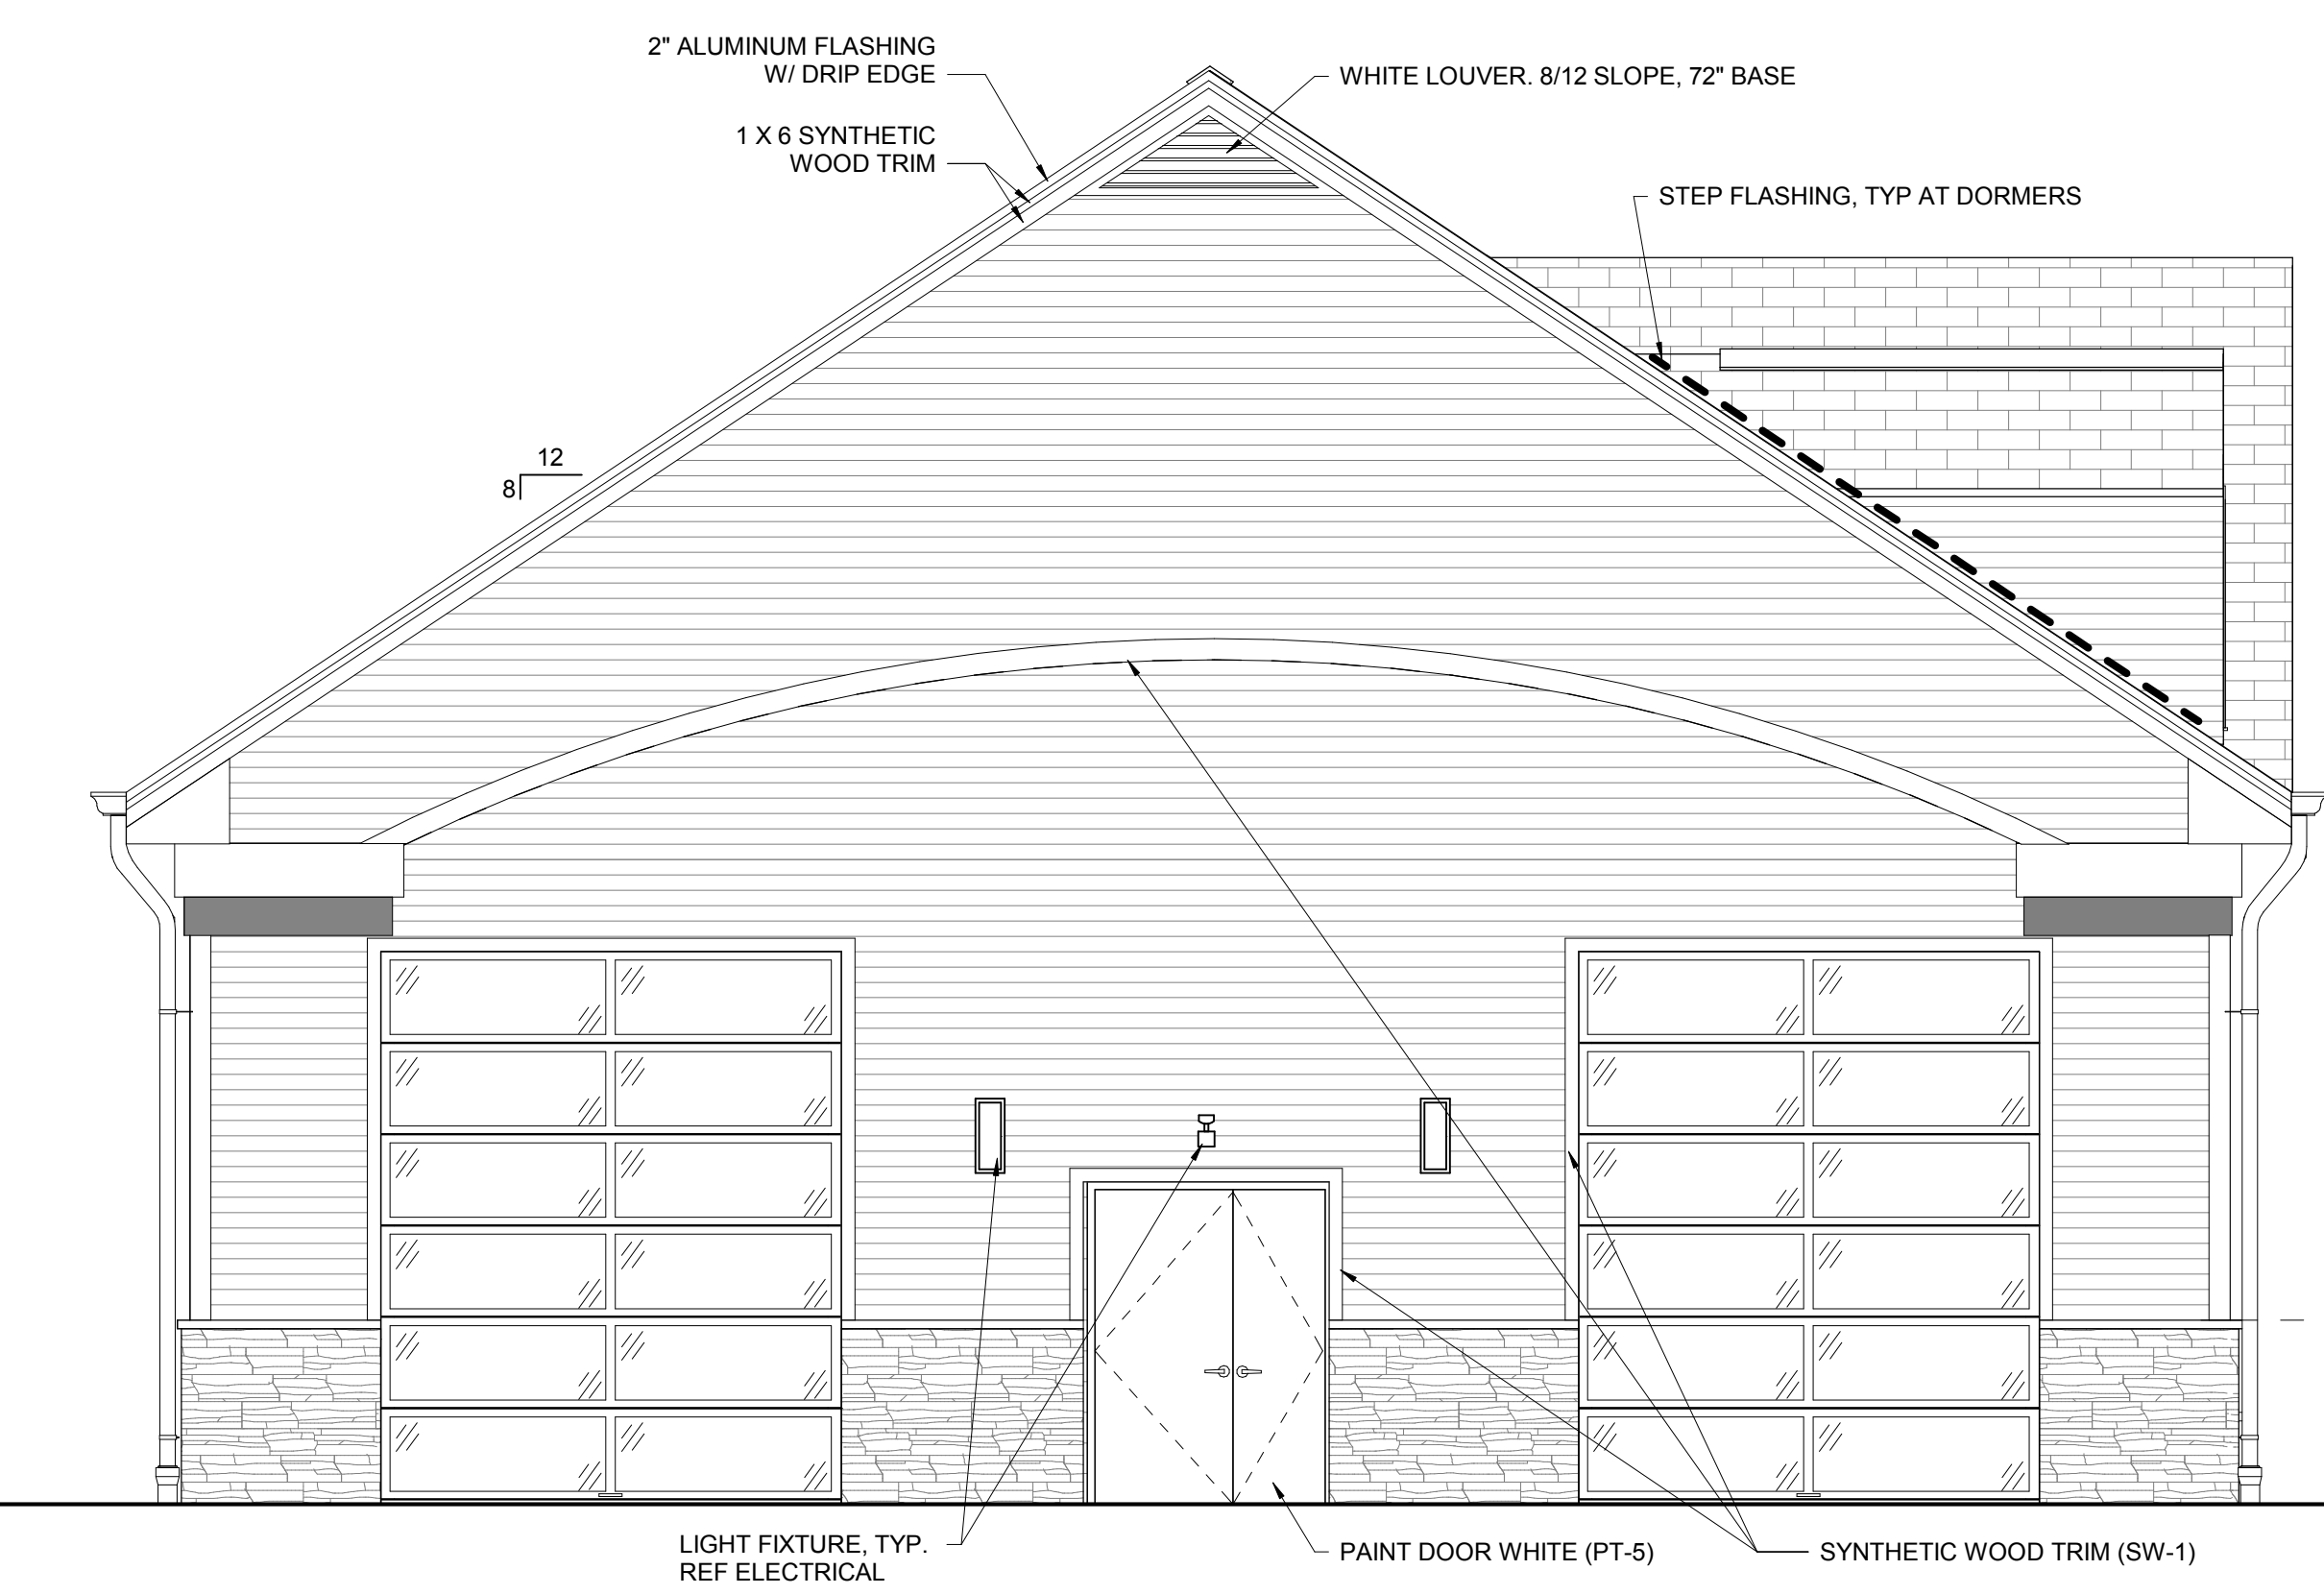 2" ALUMINUM FLASHING
W/ DRIP EDGE
WHITE LOUVER. 8/12 SLOPE, 72" BASE
1 X 6 SYNTHETIC
WOOD TRIM
STEP FLASHING, TYP AT DORMERS
12
8
LIGHT FIXTURE, TYP.
REF ELECTRICAL
PAINT DOOR WHITE (PT-5)
SYNTHETIC WOOD TRIM (SW-1)